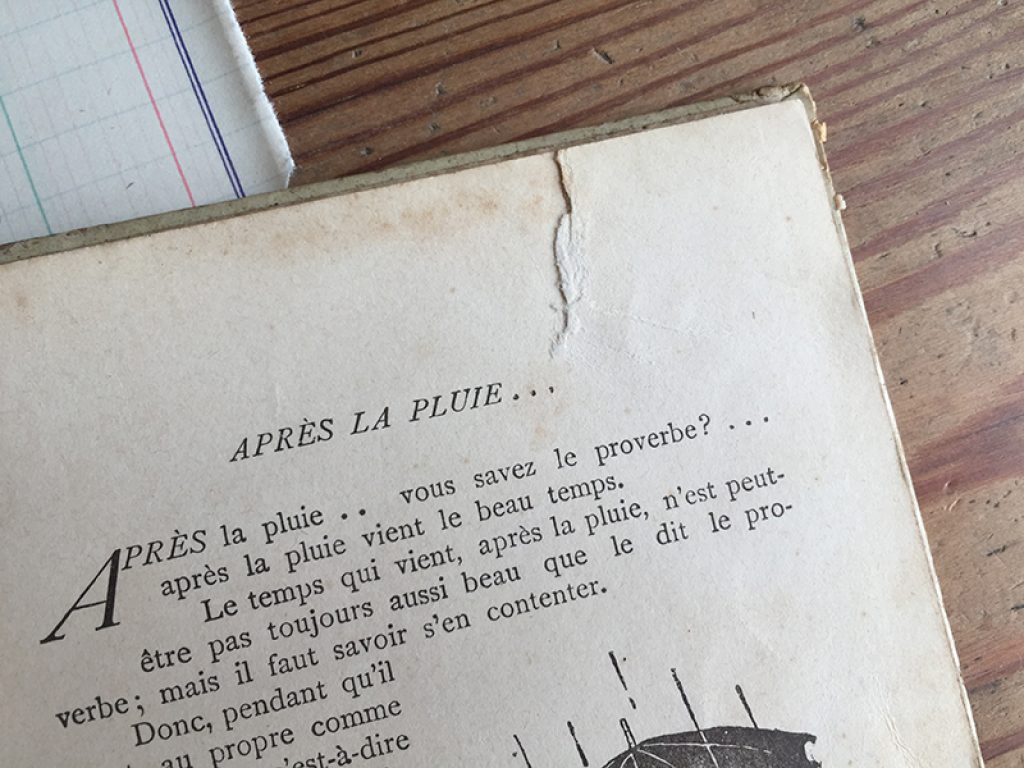 APRÈS LA PLUIE...
APRÈS la pluie .. vous savez le proverbe? ...
après la pluie vient le beau temps.
Le temps qui vient, après la pluie, n'est peut-
être pas toujours aussi beau que le dit le pro-
verbe; mais il faut savoir s'en contenter.
Donc, pendant qu'il
au propre comme
n'est-à-dire